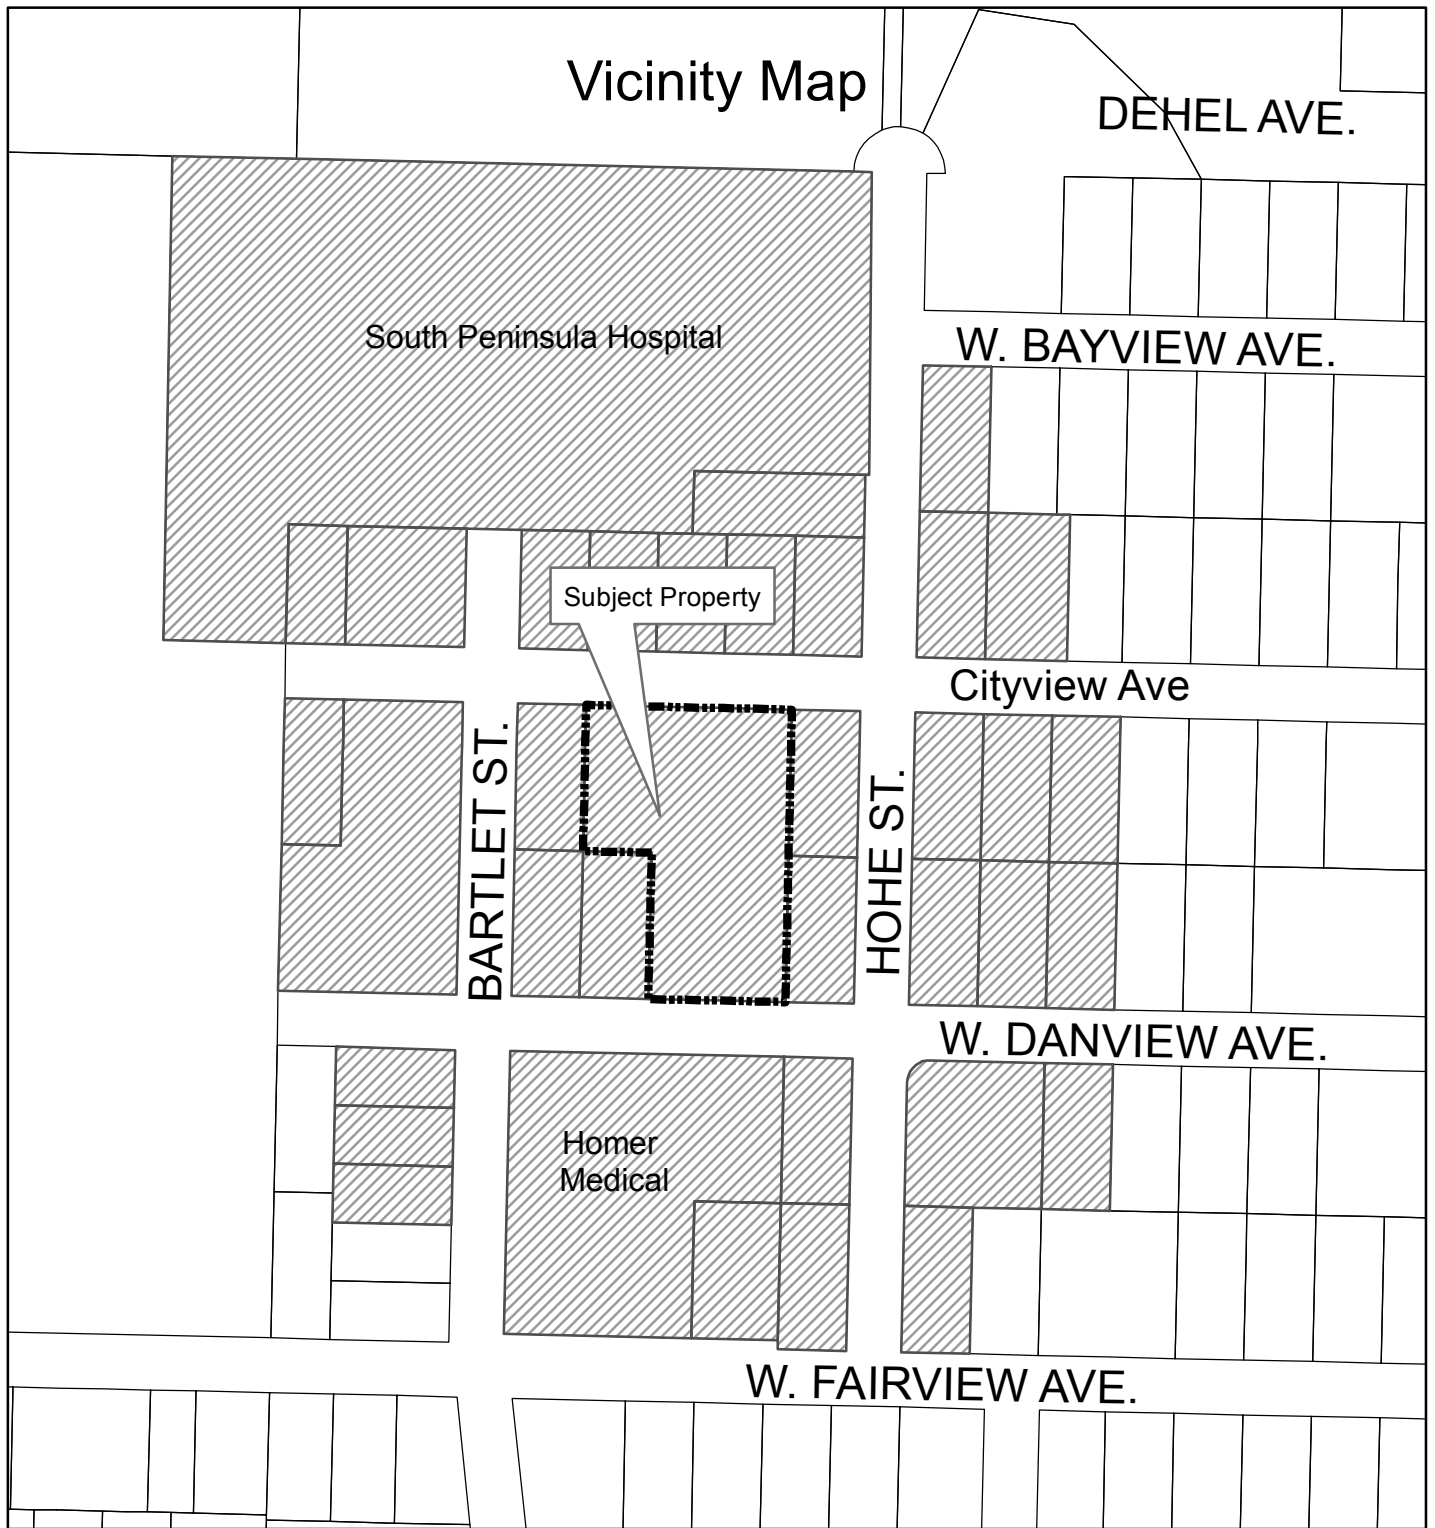 Vicinity Map
DEHEL AVE.
South Peninsula Hospital
W. BAYVIEW AVE.
Subject Property
Cityview Ave
BARTLET ST.
HOHE ST.
W. DANVIEW AVE.
Homer
Medical
W. FAIRVIEW AVE.